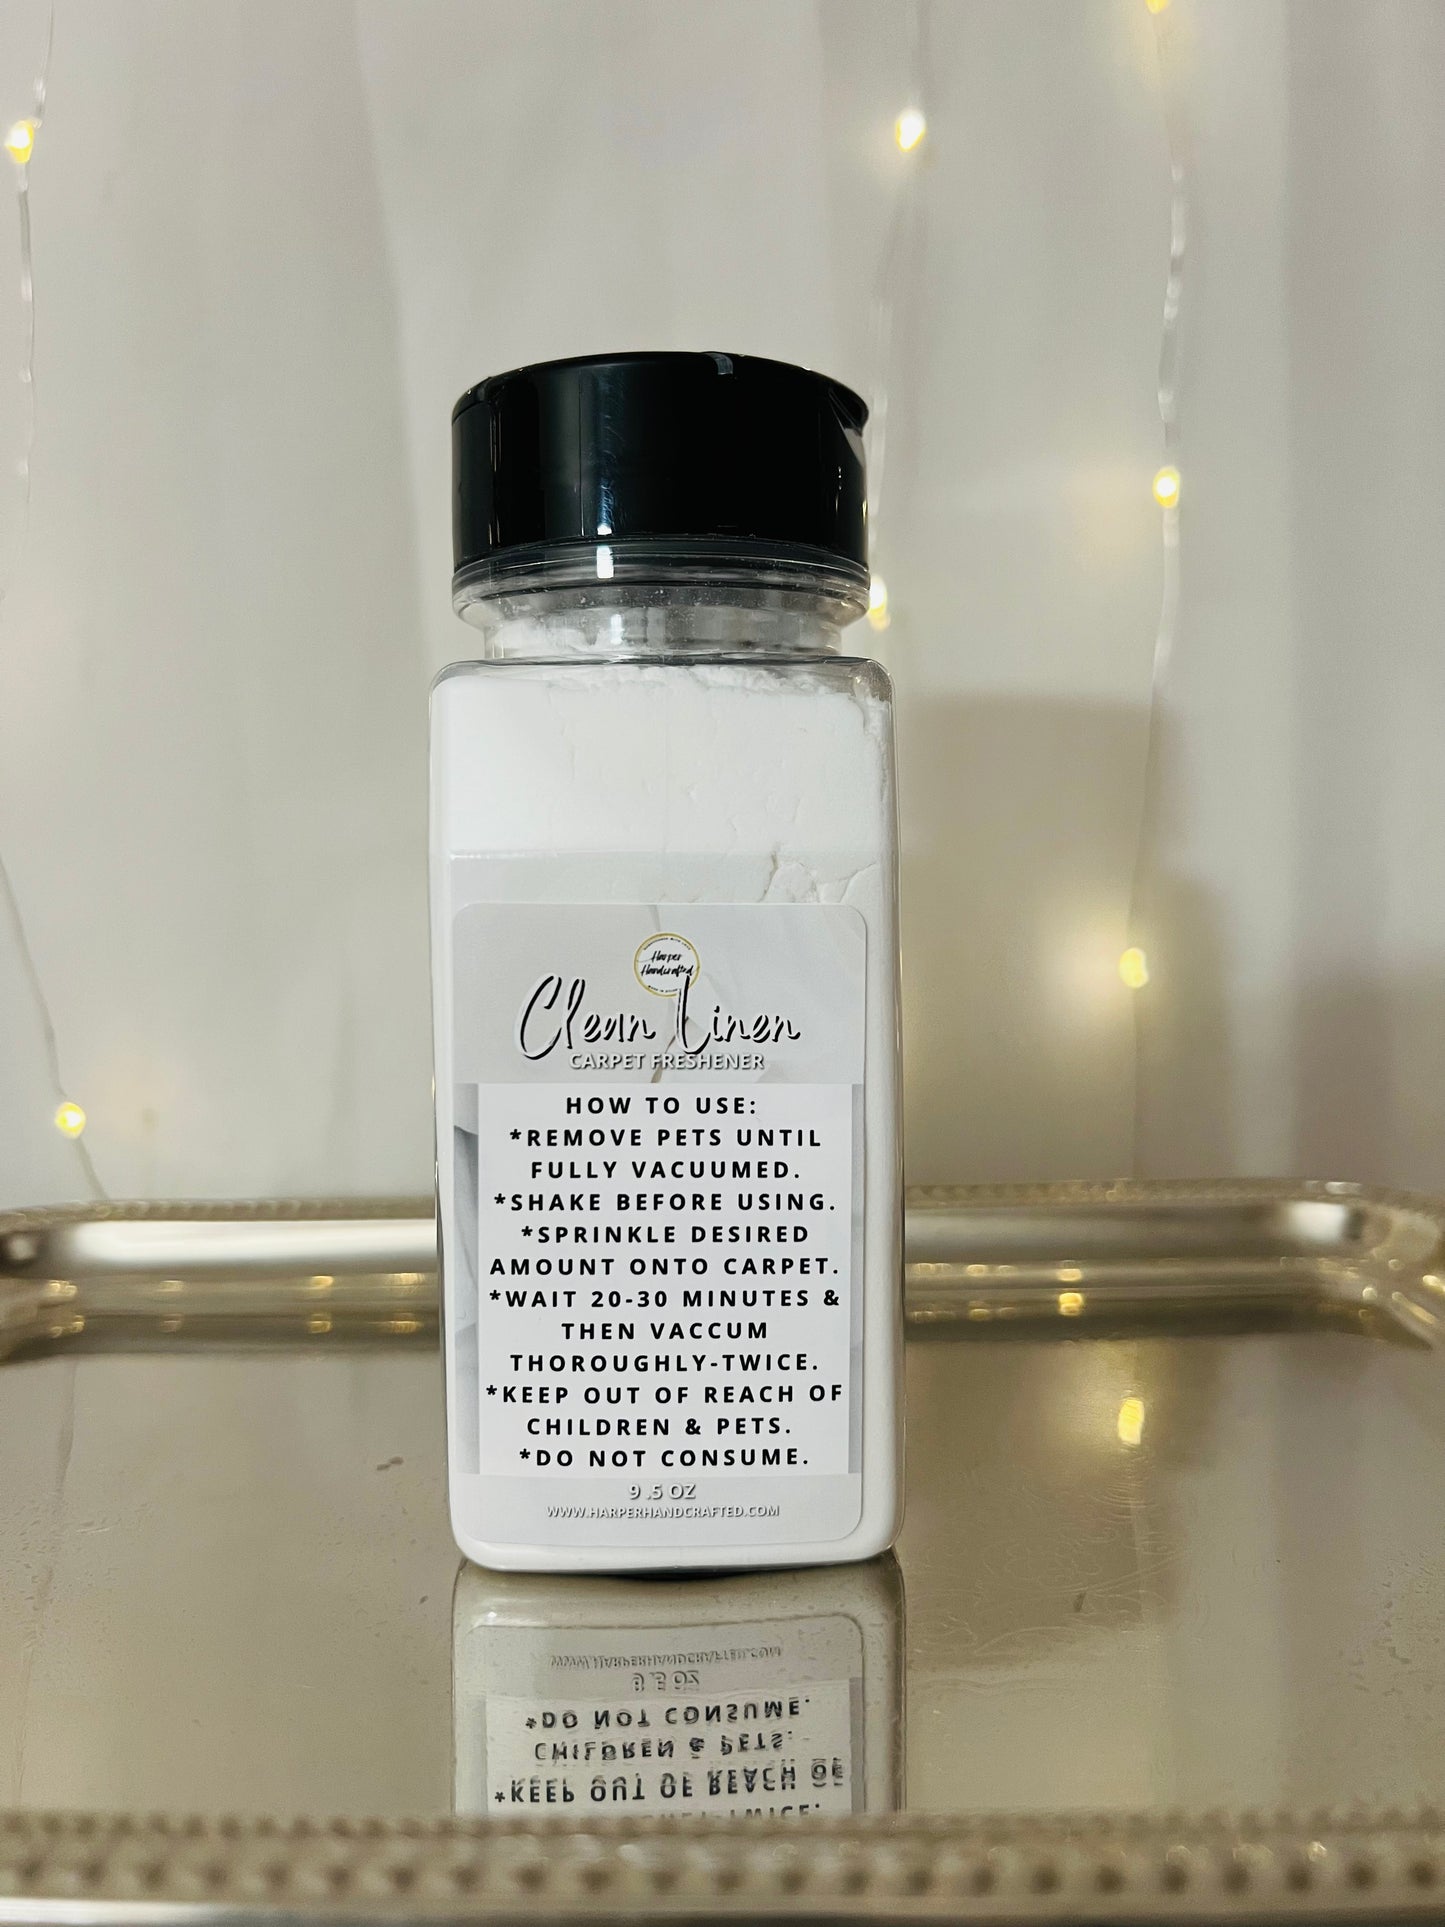 Harper
Handcrafted
Clean Linen
CARPET FRESHENER
HOW TO USE:
*REMOVE PETS UNTIL
FULLY VACUUMED.
*SHAKE BEFORE USING.
*SPRINKLE DESIRED
AMOUNT ONTO CARPET.
*WAIT 20-30 MINUTES &
THEN VACCUM
THOROUGHLY-TWICE.
*KEEP OUT OF REACH OF
CHILDREN & PETS.
*DO NOT CONSUME.
9 .5 OZ
WWW.HARPERHANDCRAFTED.COM